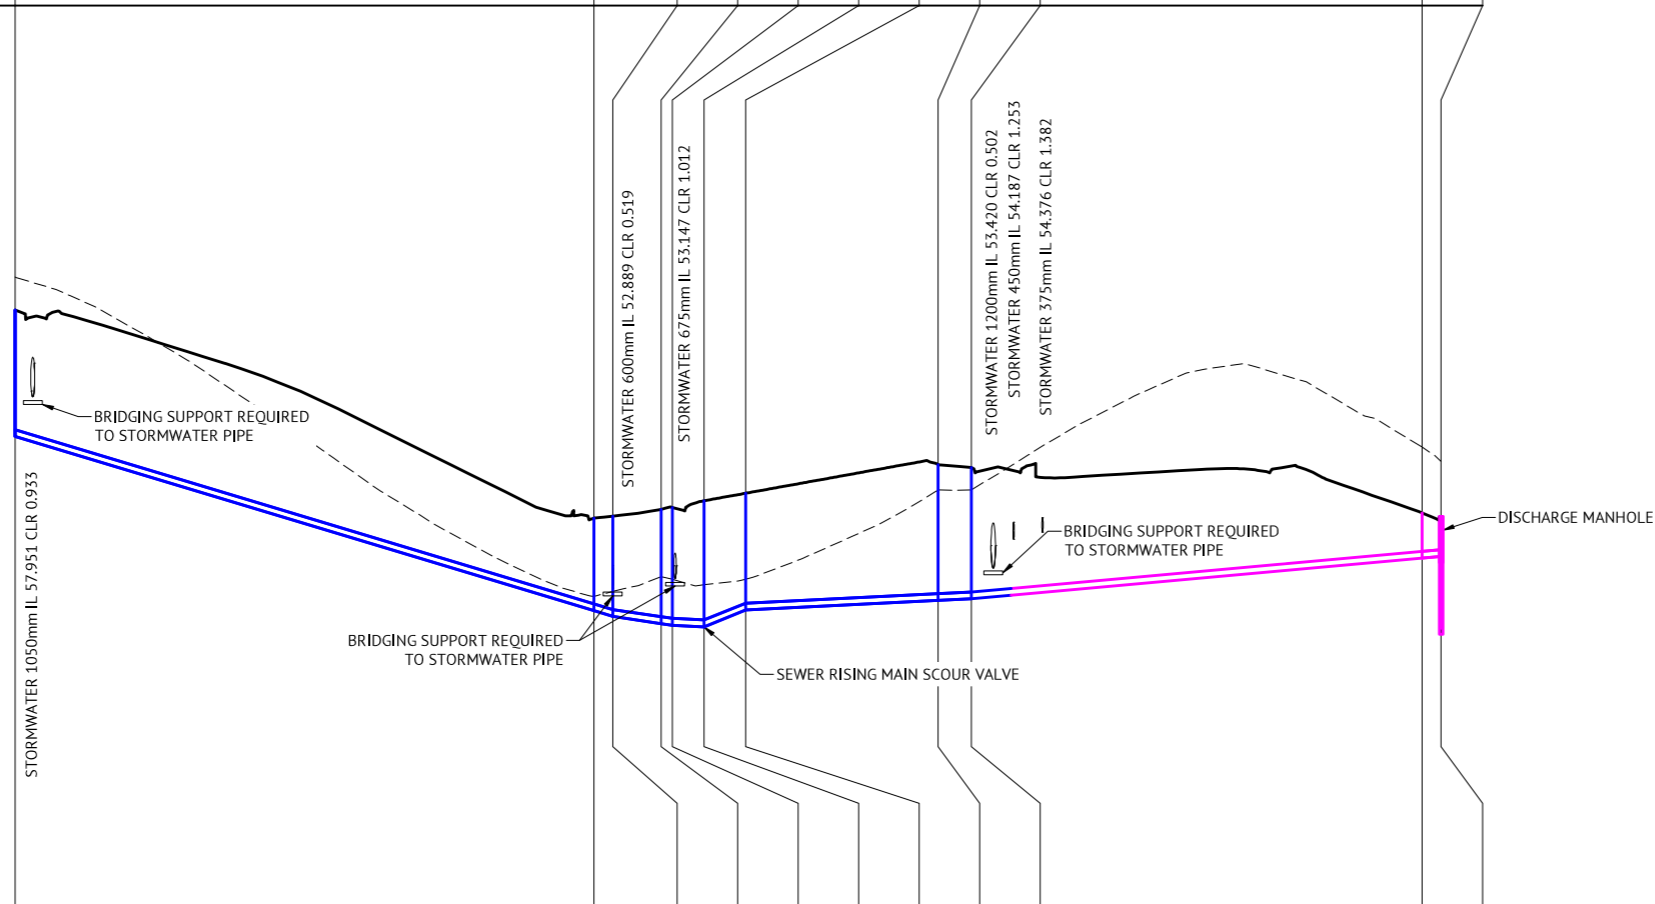 STORMWATER 1050mm IL 57.951 CLR 0.933
BRIDGING SUPPORT REQUIRED
TO STORMWATER PIPE
STORMWATER 600mm IL 52.889 CLR 0.519
STORMWATER 675mm IL 53.147 CLR 1.012
BRIDGING SUPPORT REQUIRED
TO STORMWATER PIPE
SEWER RISING MAIN SCOUR VALVE
STORMWATER 1200mm IL 53.420 CLR 0.502
STORMWATER 450mm IL 54.187 CLR 1.253
STORMWATER 375mm IL 54.376 CLR 1.382
BRIDGING SUPPORT REQUIRED
TO STORMWATER PIPE
DISCHARGE MANHOLE